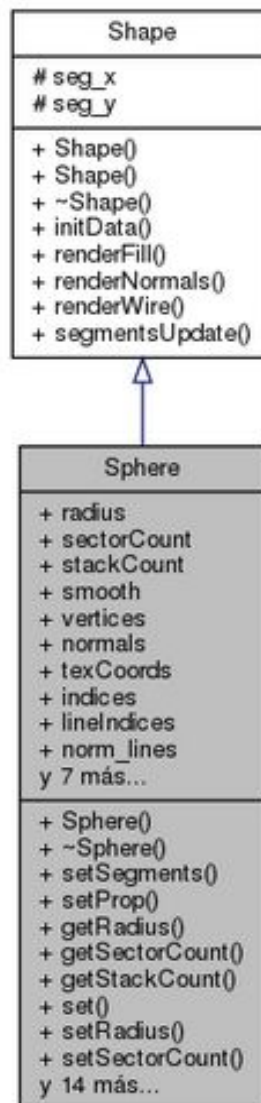 Shape
# seg_x
# seg_y
+ Shape()
+ Shape()
+ ~Shape()
+ initData()
+ renderFill()
+ renderNormals()
+ renderWire()
+ segmentsUpdate()
Sphere
+ radius
+ sectorCount
+ stackCount
+ smooth
+ vertices
+ normals
+ texCoords
+ indices
+ lineIndices
+ norm_lines
y 7 más...
+ Sphere()
+ ~Sphere()
+ setSegments()
+ setProp()
+ getRadius()
+ getSectorCount()
+ getStackCount()
+ set()
+ setRadius()
+ setSectorCount()
y 14 más...